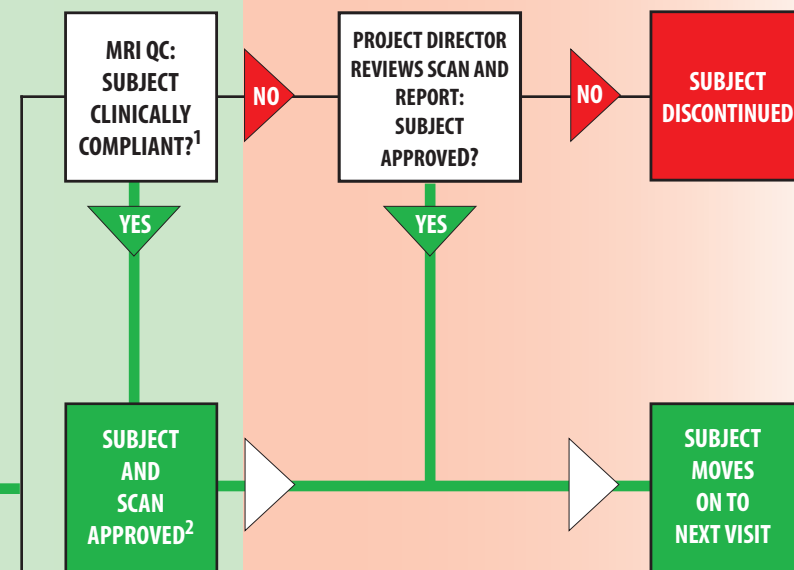 MRI QC:
SUBJECT
CLINICALLY
COMPLIANT?1
NO
PROJECT DIRECTOR
REVIEWS SCAN AND
REPORT:
SUBJECT
APPROVED?
NO
SUBJECT
DISCONTINUED
YES
YES
SUBJECT
AND
SCAN
APPROVED2
SUBJECT
MOVES
ON TO
NEXT VISIT